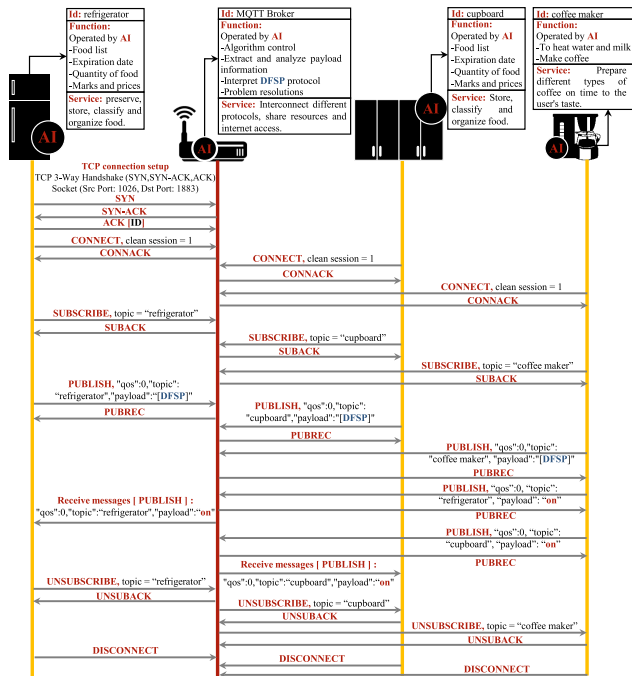 Id: refrigerator
Function:
Operated by AI
-Food list
-Expiration date
-Quantity of food
-Marks and prices
Service: preserve,
store, classify and
organize food.
AI
Id: MQTT Broker
Function:
Operated by AI
-Algorithm control
-Extract and analyze payload
information
-Interpret DFSP protocol
-Problem resolutions
Service: Interconnect different
protocols, share resources and
internet access.
AI
Id: cupboard
Function:
Operated by AI
-Food list
-Expiration date
-Quantity of food
-Marks and prices
Service: Store,
classify and
organize food.
AI
Id: coffee maker
Function:
Operated by AI
-To heat water and milk
-Make coffee
Service: Prepare
different types of
coffee on time to the
user's taste.
AI
TCP connection setup
TCP 3-Way Handshake (SYN,SYN-ACK,ACK)
Socket (Src Port: 1026, Dst Port: 1883)
SYN
SYN-ACK
ACK [ID]
CONNECT, clean session = 1
CONNACK
CONNECT, clean session = 1
CONNACK
CONNECT, clean session = 1
CONNACK
SUBSCRIBE, topic = “refrigerator”
SUBACK
SUBSCRIBE, topic = “cupboard”
SUBACK
SUBSCRIBE, topic = “coffee maker”
SUBACK
PUBLISH, "qos":0,"topic":
“refrigerator","payload":“[DFSP]"
PUBREC
PUBLISH, "qos":0,"topic":
"cupboard","payload":"[DFSP]"
PUBREC
PUBLISH, "qos":0,"topic":
"coffee maker", "payload":"[DFSP]"
PUBREC
PUBLISH, “qos”:0, “topic”:
“refrigerator”, “payload”: “on”
PUBREC
Receive messages [ PUBLISH ] :
"qos":0,"topic":“refrigerator","payload":“on"
PUBLISH, “qos”:0, “topic”:
“cupboard”, “payload”: “on”
PUBREC
Receive messages [ PUBLISH ] :
"qos":0,"topic":“cupboard","payload":“on"
UNSUBSCRIBE, topic = “refrigerator”
UNSUBACK
UNSUBSCRIBE, topic = “cupboard”
UNSUBACK
UNSUBSCRIBE, topic = “coffee maker”
UNSUBACK
DISCONNECT
DISCONNECT
DISCONNECT